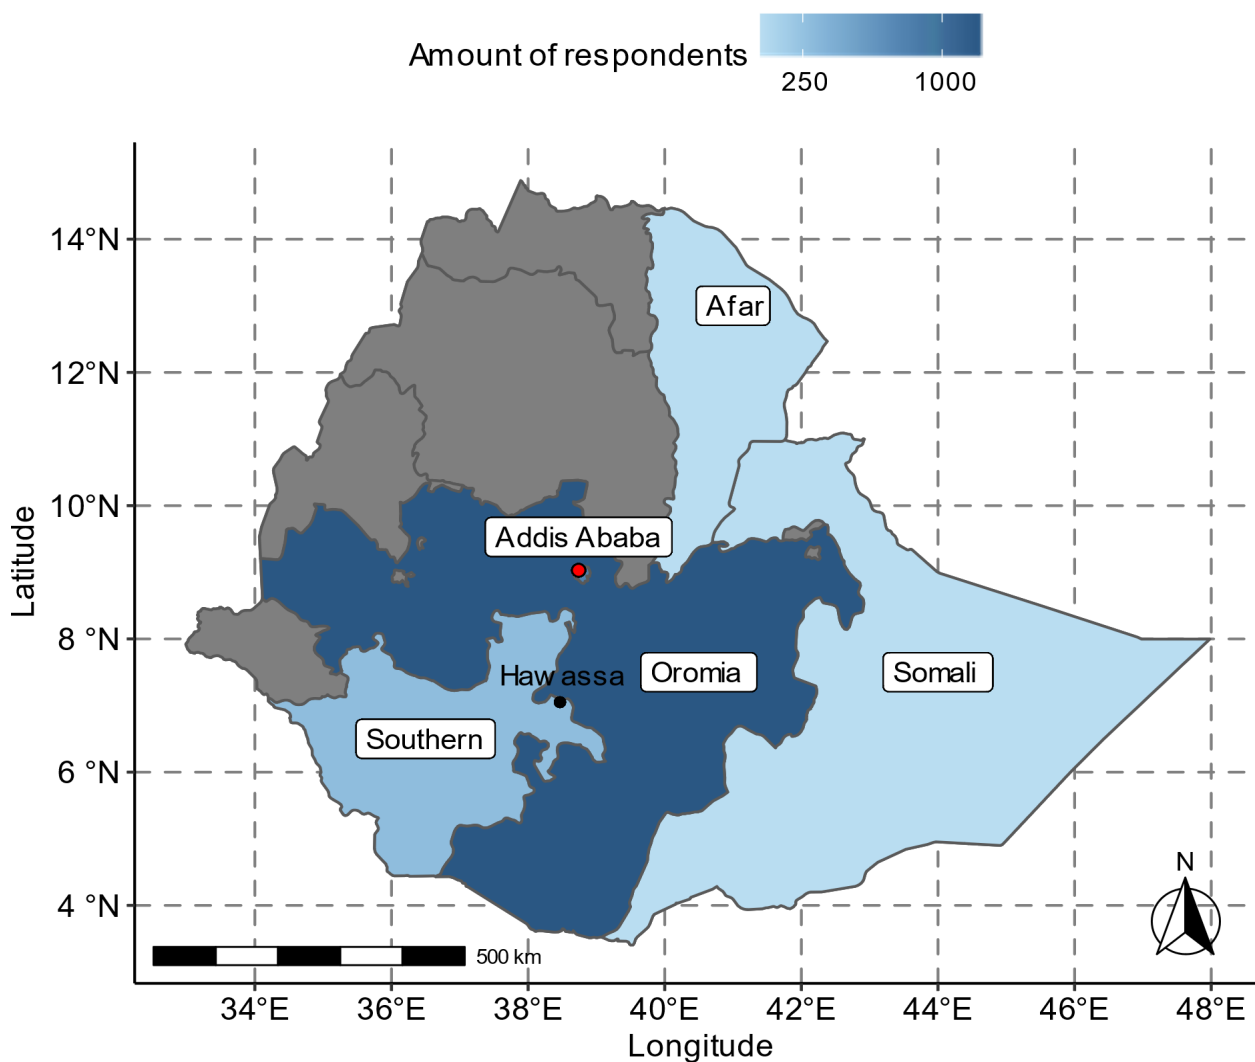 Amount of respondents
250 1000
14°N
12°N
10°N
8 °N
6 °N
4 °N
Latitude
Afar
Addis Ababa
Hawassa
Oromia
Somali
Southern
N
500 km
34°E 36°E 38°E 40°E 42°E 44°E 46°E 48°E
Longitude